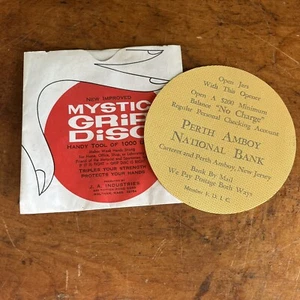 NEW IMPROVED
MYSTIC
GRiP
DiSC
HANDY TOOL OF 1000
TRIPLES YOUR STRENGTH
PROTECTS YOUR HANDS
J. A. INDUSTRIES
Open Jars
With This Opener
Open A $200 Minimum
Balance "No Charge"
Regular Personal Checking Account
PERTH AMBOY
NATIONAL BANK
Carteret and Perth Amboy, New Jersey
Bank By Mail
We Pay Postage Both Ways
Member F. D. I. C.